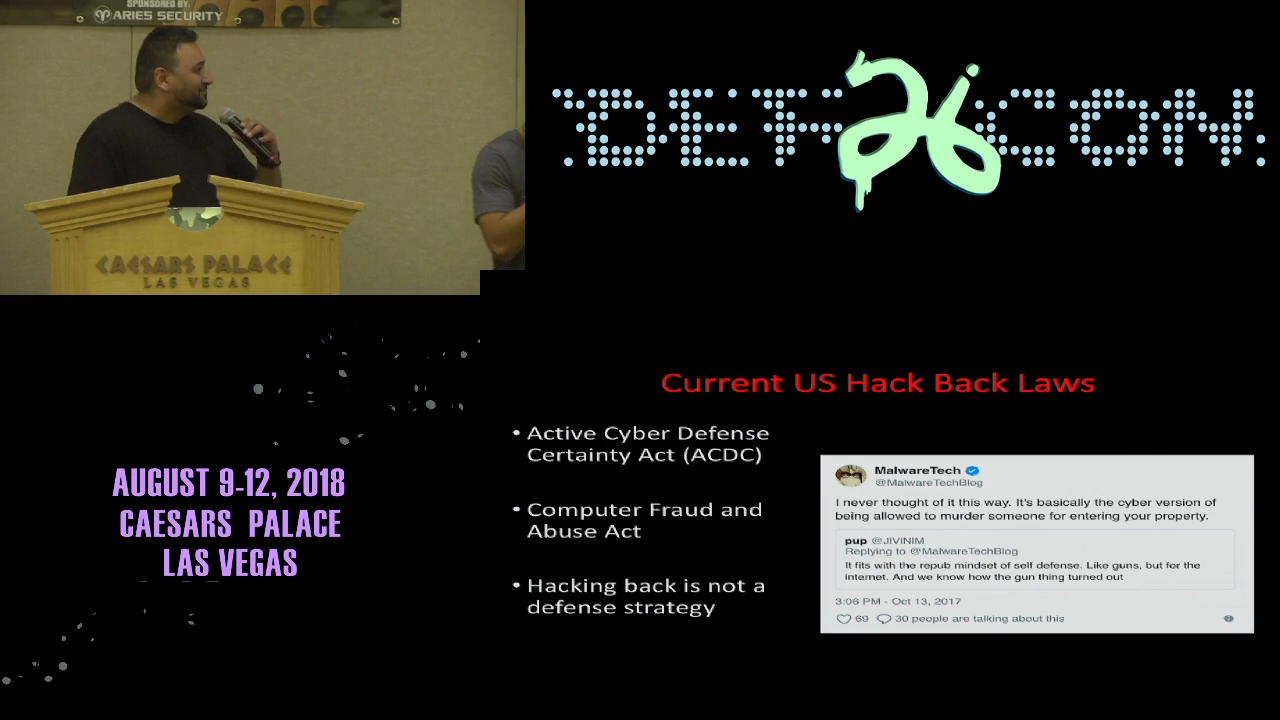 SPONSORED BY:
ARIES SECURITY
CAESARS PALACE
LAS VEGAS
DEF 26 CON
AUGUST 9-12, 2018
CAESARS PALACE
LAS VEGAS
Current US Hack Back Laws
• Active Cyber Defense
Certainty Act (ACDC)
• Computer Fraud and
Abuse Act
• Hacking back is not a
defense strategy
MalwareTech
@MalwareTechBlog
I never thought of it this way. It's basically the cyber version of
being allowed to murder someone for entering your property.
pup @JIVINIM
Replying to @MalwareTechBlog
It fits with the repub mindset of self defense. Like guns, but for the
internet. And we know how the gun thing turned out
3:06 PM - Oct 13, 2017
69 30 people are talking about this